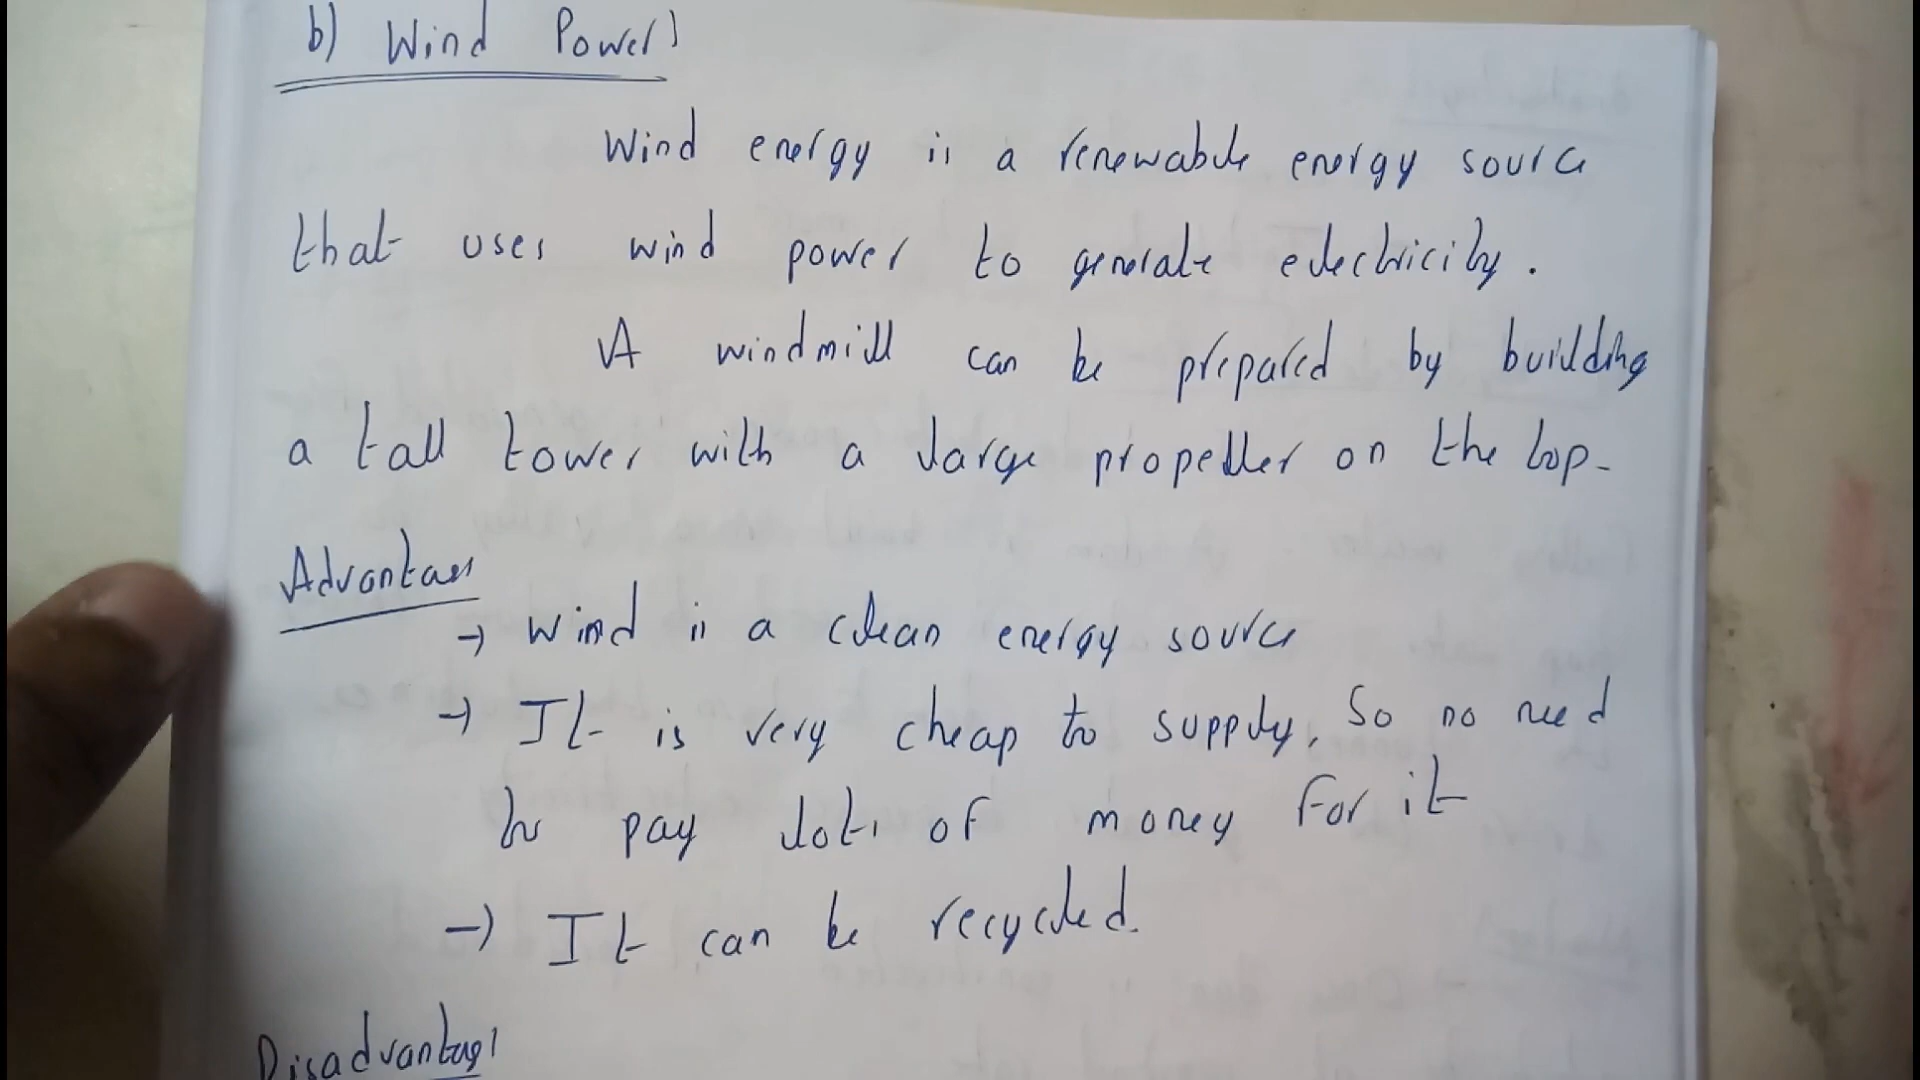 b) Wind Power)
Wind energy is a renewable energy source
that uses wind power to generate electricity.
A windmill can be prepared by building
a tall tower with a large propeller on the top.
Advantages
→ Wind is a clean energy source
→ It is very cheap to supply. So no need
to pay lots of money for it
→ It can be recycled.
Disadvantages